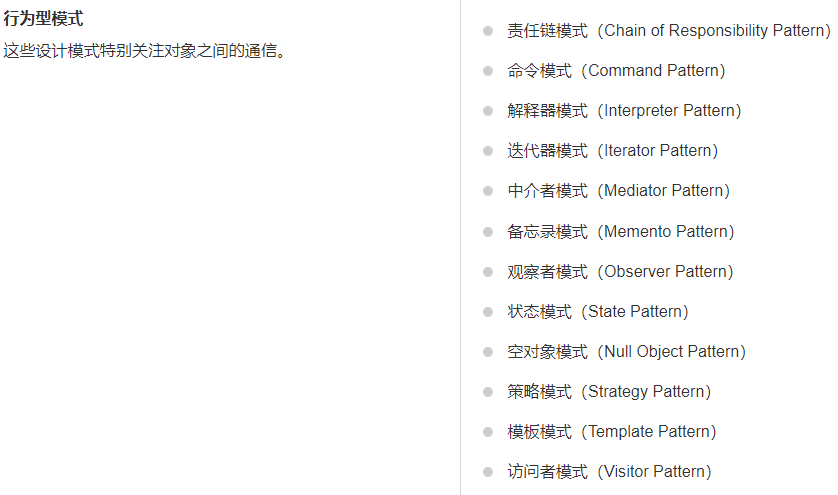 行为型模式
这些设计模式特别关注对象之间的通信。
责任链模式（Chain of Responsibility Pattern）
命令模式（Command Pattern）
解释器模式（Interpreter Pattern）
迭代器模式（Iterator Pattern）
中介者模式（Mediator Pattern）
备忘录模式（Memento Pattern）
观察者模式（Observer Pattern）
状态模式（State Pattern）
空对象模式（Null Object Pattern）
策略模式（Strategy Pattern）
模板模式（Template Pattern）
访问者模式（Visitor Pattern）